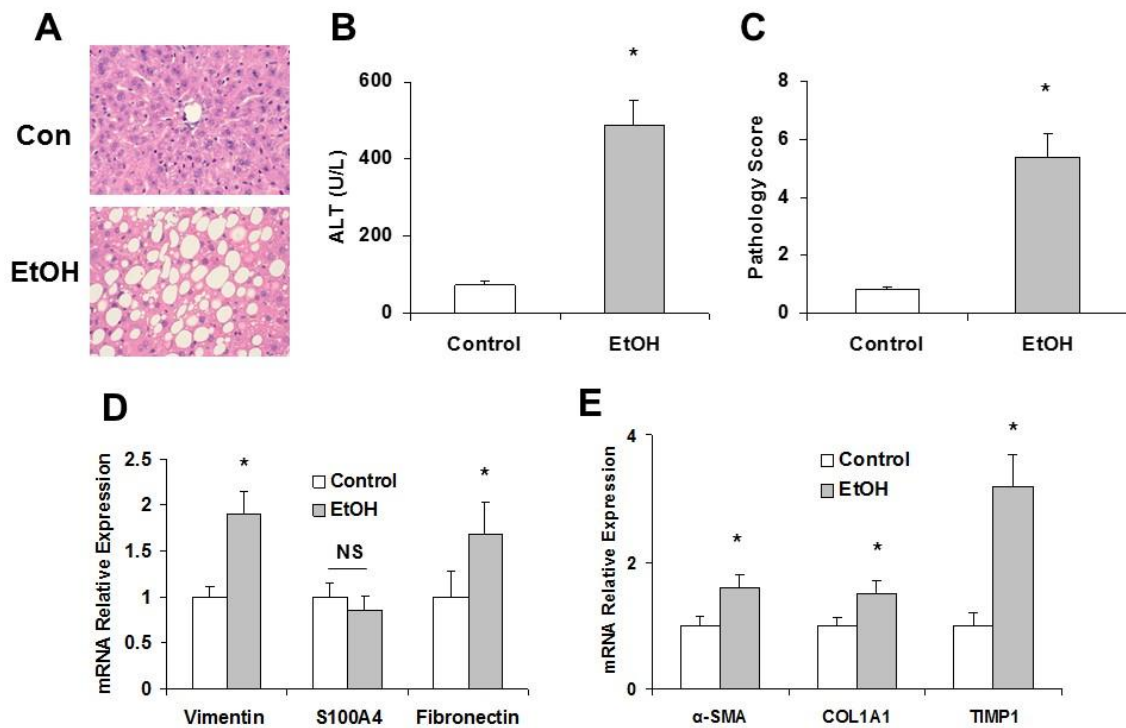 A
Con
EtOH
B
*
600
400
200
0
ALT (U/L)
Control EtOH
C
*
8
6
4
2
0
Pathology Score
Control EtOH
D
2.5
2
1.5
1
0.5
0
mRNA Relative Expression
Control
EtOH
*
NS
*
Vimentin S100A4 Fibronectin
E
4
2
0
mRNA Relative Expression
Control
EtOH
*
*
*
α-SMA COL1A1 TIMP1